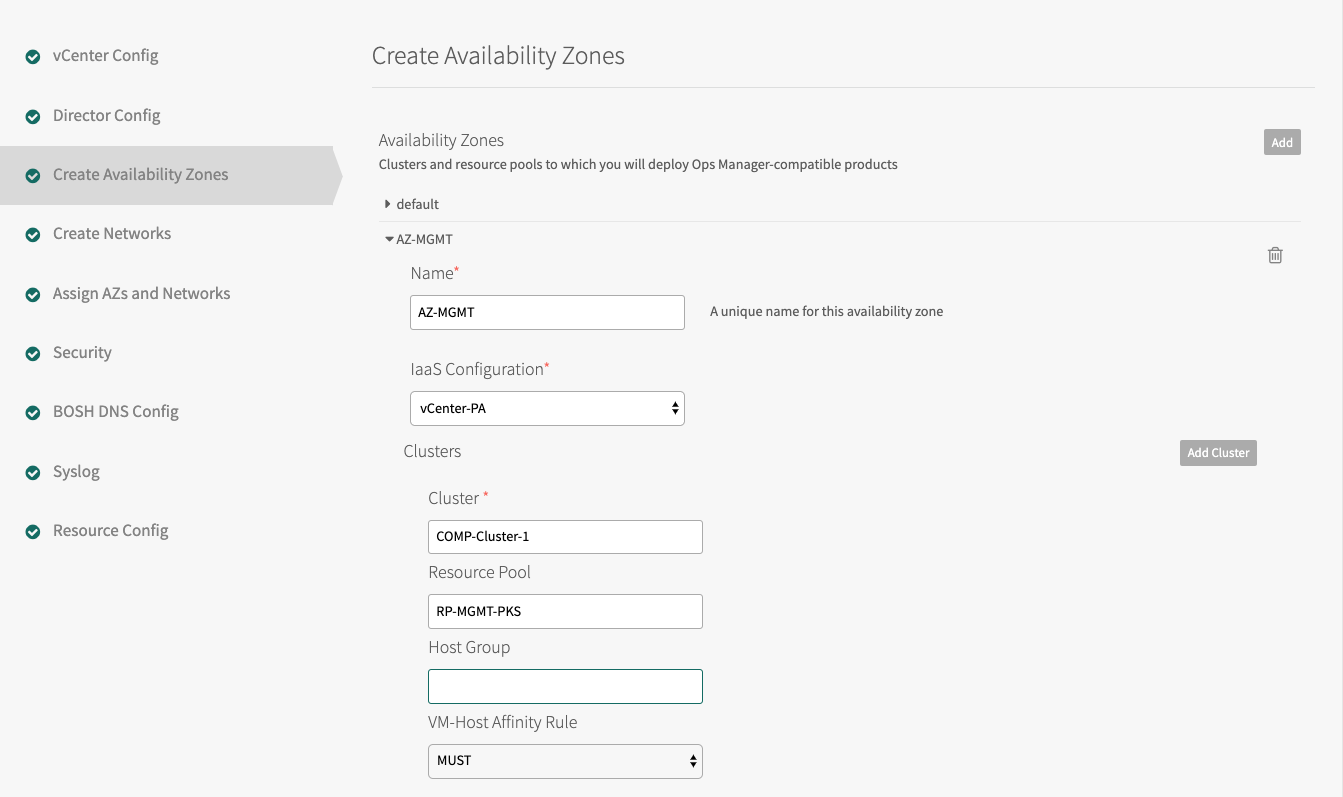 vCenter Config
Director Config
Create Availability Zones
Create Networks
Assign AZs and Networks
Security
BOSH DNS Config
Syslog
Resource Config
Create Availability Zones
Availability Zones
Add
Clusters and resource pools to which you will deploy Ops Manager-compatible products
default
AZ-MGMT
Name*
AZ-MGMT
A unique name for this availability zone
IaaS Configuration*
vCenter-PA
Clusters
Add Cluster
Cluster *
COMP-Cluster-1
Resource Pool
RP-MGMT-PKS
Host Group
VM-Host Affinity Rule
MUST